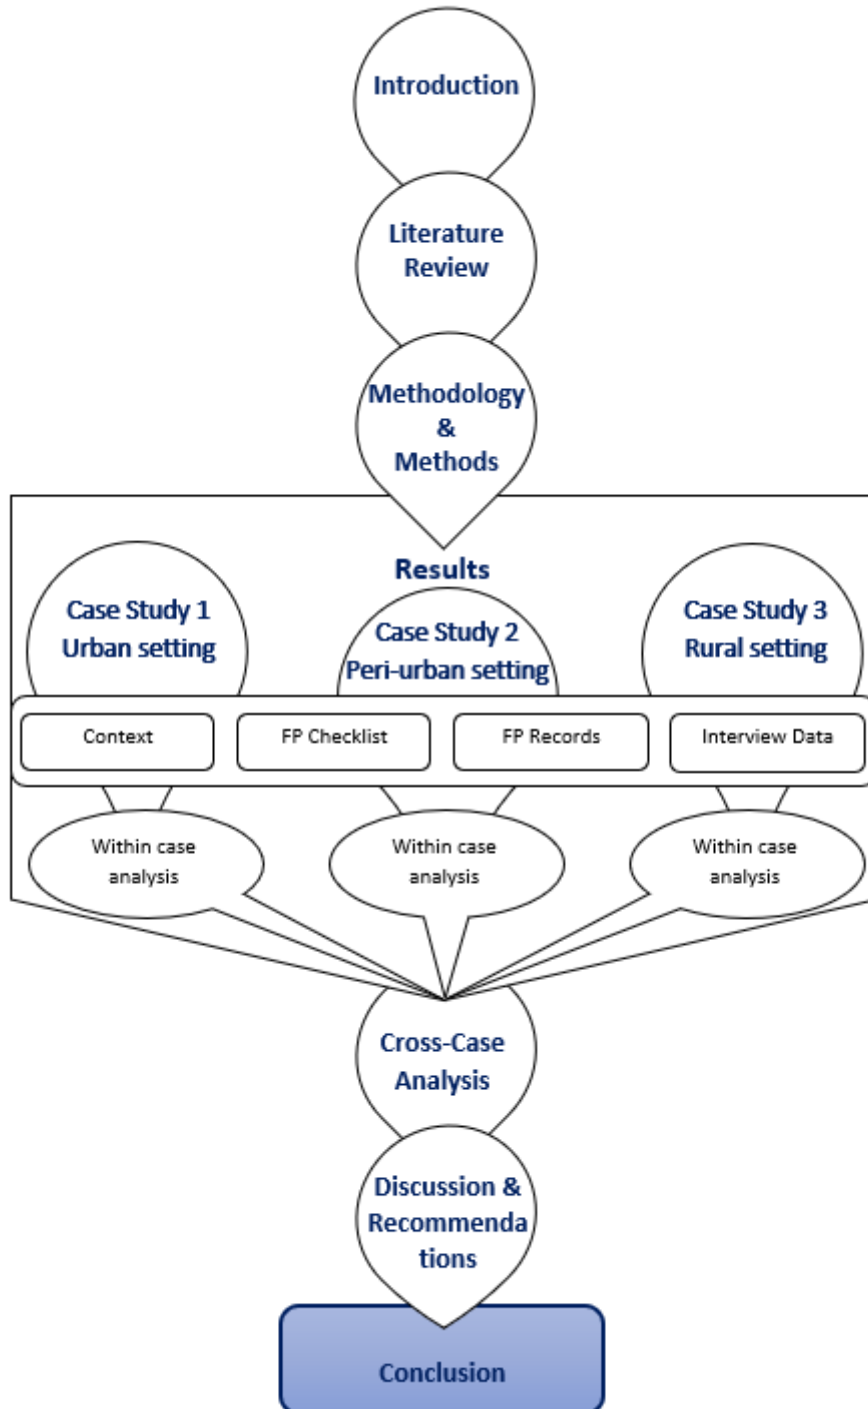 Introduction
Literature
Review
Methodology
&
Methods
Results
Case Study 1
Urban setting
Case Study 2
Peri-urban setting
Case Study 3
Rural setting
Context
FP Checklist
FP Records
Interview Data
Within case
analysis
Within case
analysis
Within case
analysis
Cross-Case
Analysis
Discussion &
Recommenda
tions
Conclusion